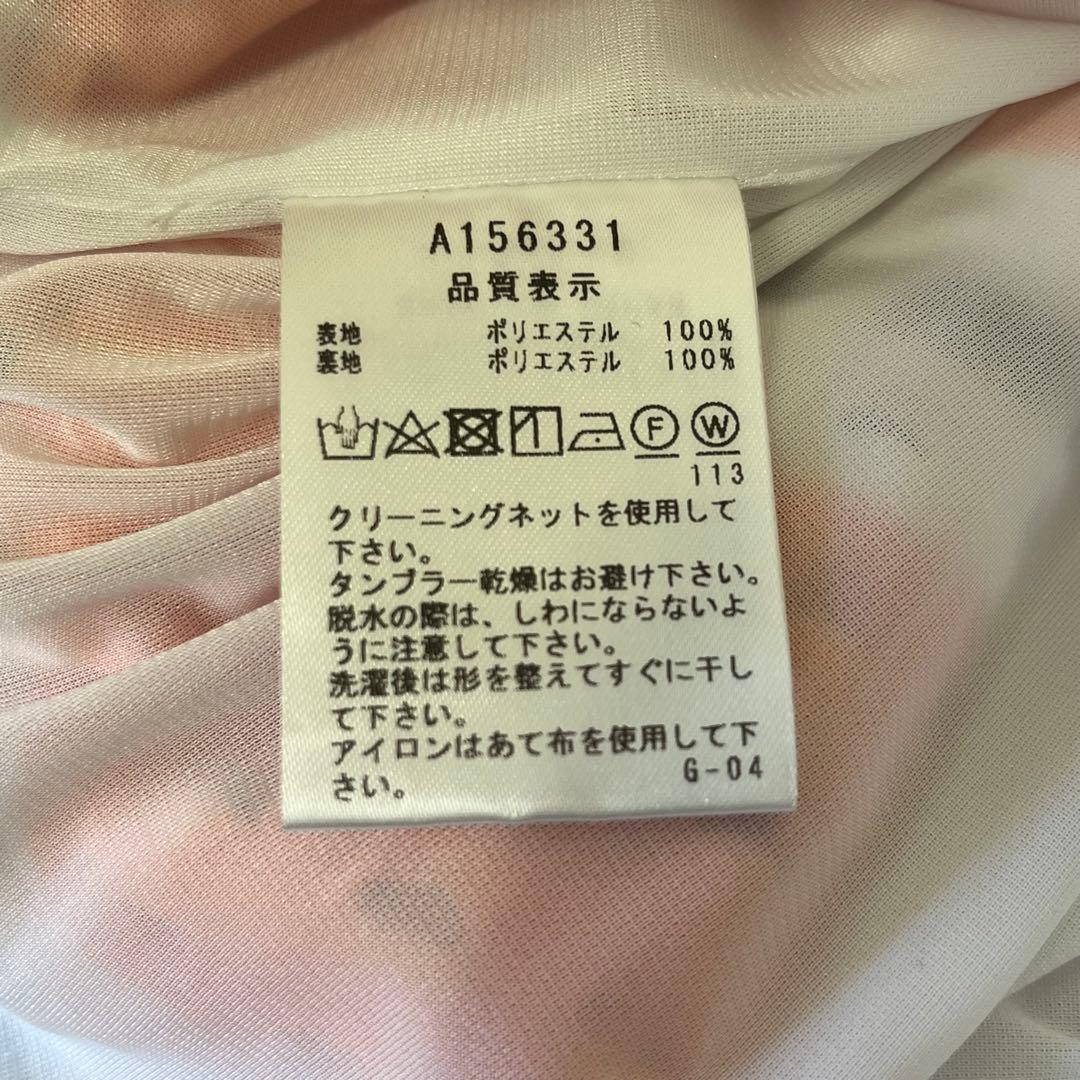 A156331
品質表示
表地 ポリエステル 100%
裏地 ポリエステル 100%
F W
113
クリーニングネットを使用して
下さい。
タンブラー乾燥はお避け下さい。
脱水の際は、しわにならないよ
うに注意して下さい。
洗濯後は形を整えてすぐに干し
て下さい。
アイロンはあて布を使用して下
さい。 G-04